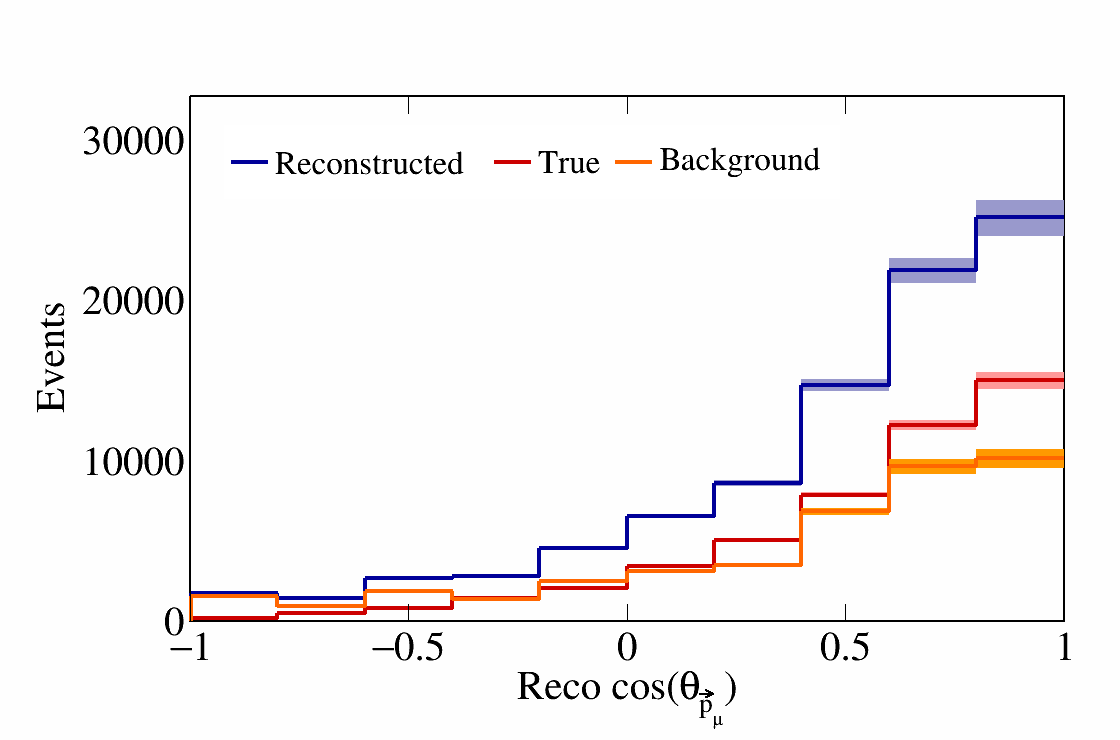 30000
20000
10000
0
Events
Reconstructed True Background
−1 −0.5 0 0.5 1
Reco cos(θp⃗μ)